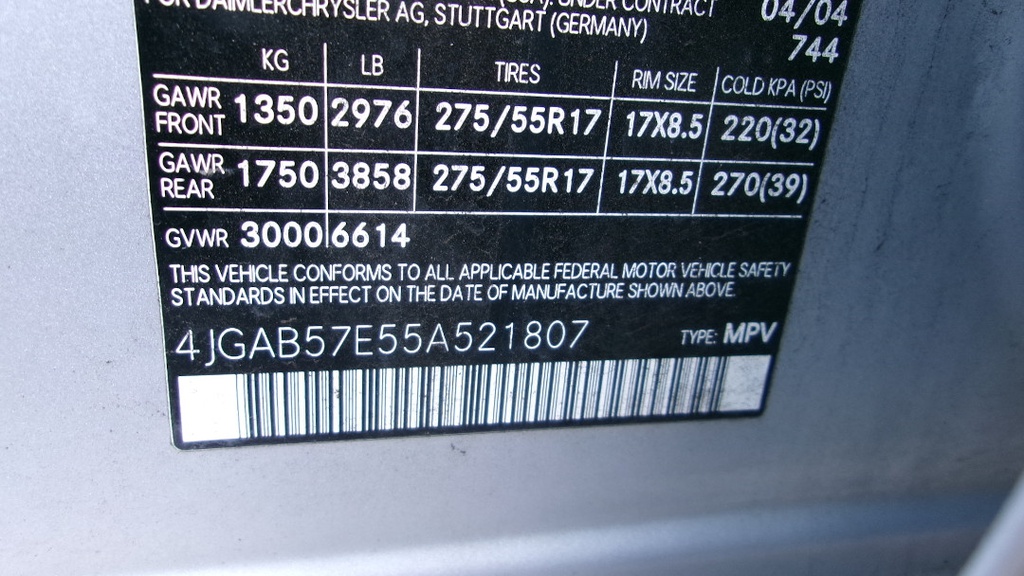 FOR DAIMLERCHRYSLER AG, STUTTGART (GERMANY) UNDER CONTRACT 04/04
744
KG LB TIRES RIM SIZE COLD KPA (PSI)
GAWR FRONT 1350 2976 275/55R17 17X8.5 220(32)
GAWR REAR 1750 3858 275/55R17 17X8.5 270(39)
GVWR 3000 6614
THIS VEHICLE CONFORMS TO ALL APPLICABLE FEDERAL MOTOR VEHICLE SAFETY
STANDARDS IN EFFECT ON THE DATE OF MANUFACTURE SHOWN ABOVE.
4JGAB57E55A521807 TYPE: MPV